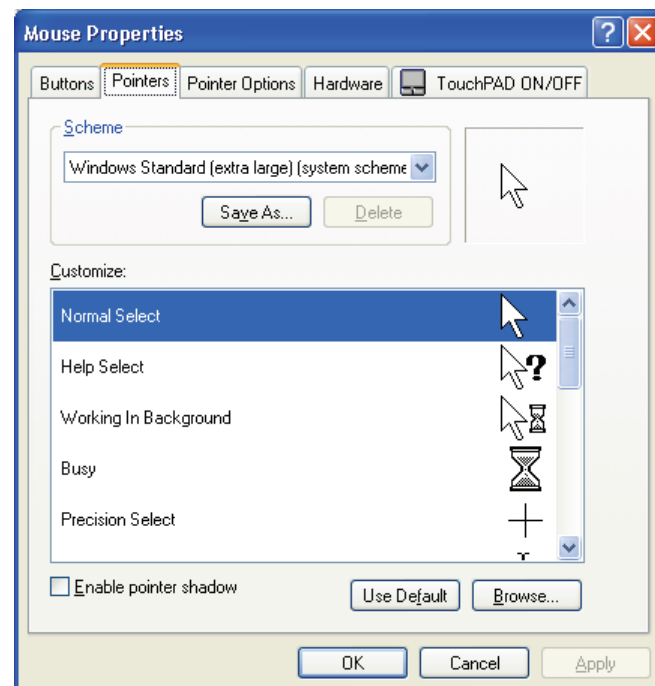 Mouse Properties
Buttons Pointers Pointer Options Hardware TouchPAD ON/OFF
Scheme
Windows Standard (extra large) (system scheme
Save As... Delete
Customize:
Normal Select
Help Select
Working In Background
Busy
Precision Select
Enable pointer shadow
Use Default Browse...
OK Cancel Apply